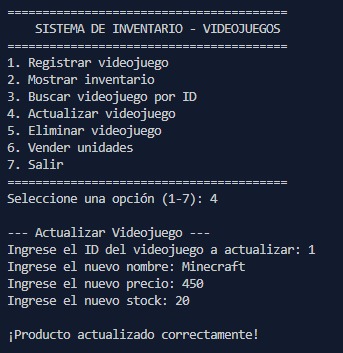 ========================================
    SISTEMA DE INVENTARIO - VIDEOJUEGOS
========================================
1. Registrar videojuego
2. Mostrar inventario
3. Buscar videojuego por ID
4. Actualizar videojuego
5. Eliminar videojuego
6. Vender unidades
7. Salir
========================================
Seleccione una opción (1-7): 4

--- Actualizar Videojuego ---
Ingrese el ID del videojuego a actualizar: 1
Ingrese el nuevo nombre: Minecraft
Ingrese el nuevo precio: 450
Ingrese el nuevo stock: 20

¡Producto actualizado correctamente!